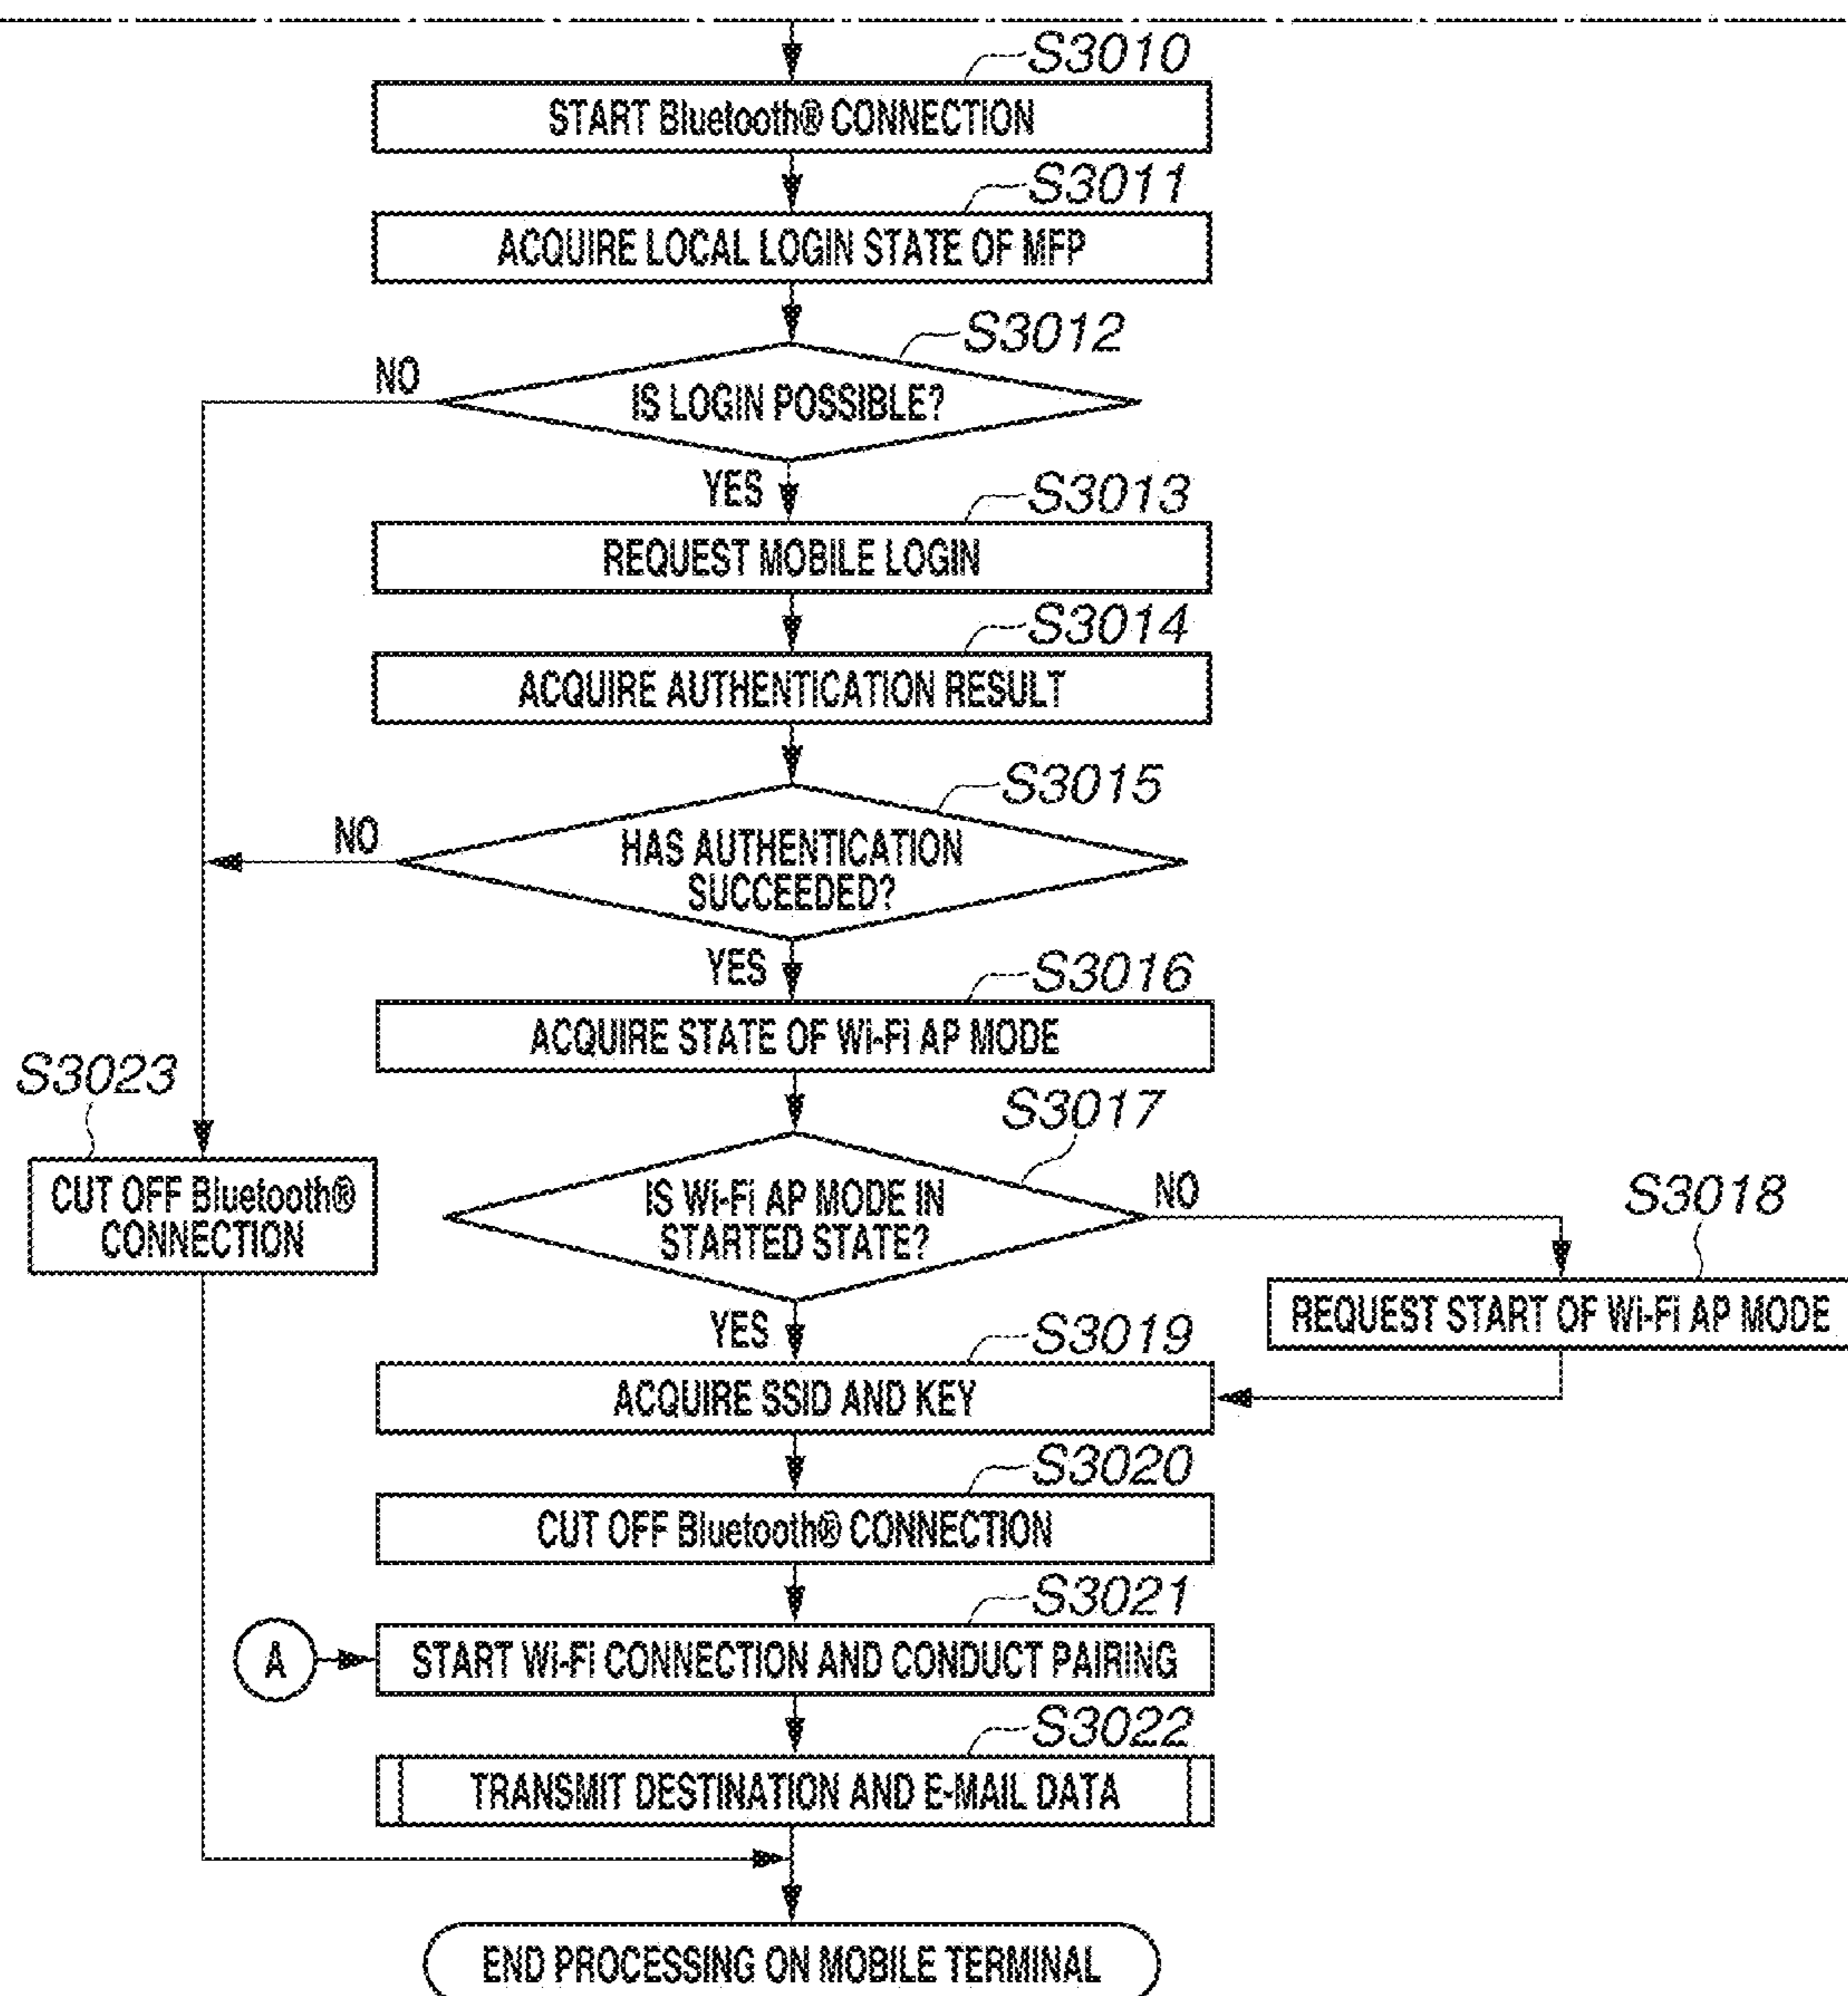 S3010
START Bluetooth® CONNECTION
S3011
ACQUIRE LOCAL LOGIN STATE OF MFP
S3012
NO
IS LOGIN POSSIBLE?
YES
S3013
REQUEST MOBILE LOGIN
S3014
ACQUIRE AUTHENTICATION RESULT
S3015
NO
HAS AUTHENTICATION
SUCCEEDED?
YES
S3016
ACQUIRE STATE OF Wi-Fi AP MODE
S3023
CUT OFF Bluetooth®
CONNECTION
S3017
IS Wi-Fi AP MODE IN
STARTED STATE?
NO
S3018
REQUEST START OF Wi-Fi AP MODE
YES
S3019
ACQUIRE SSID AND KEY
S3020
CUT OFF Bluetooth® CONNECTION
S3021
A
START Wi-Fi CONNECTION AND CONDUCT PAIRING
S3022
TRANSMIT DESTINATION AND E-MAIL DATA
END PROCESSING ON MOBILE TERMINAL